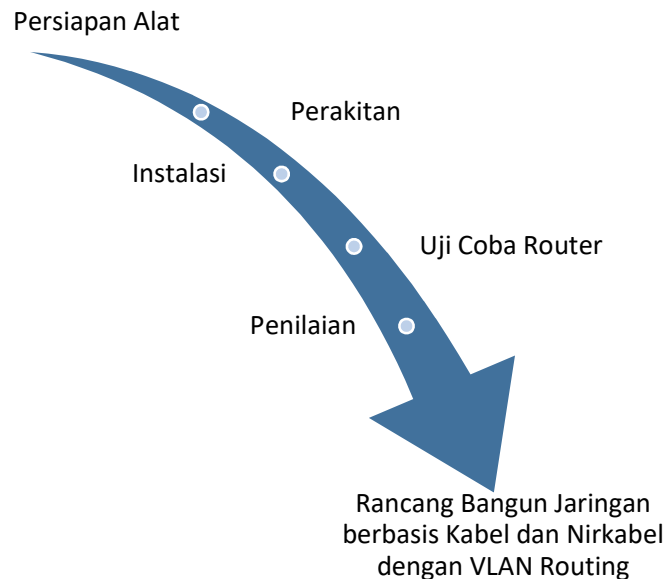 Persiapan Alat
Perakitan
Instalasi
Uji Coba Router
Penilaian
Rancang Bangun Jaringan
berbasis Kabel dan Nirkabel
dengan VLAN Routing